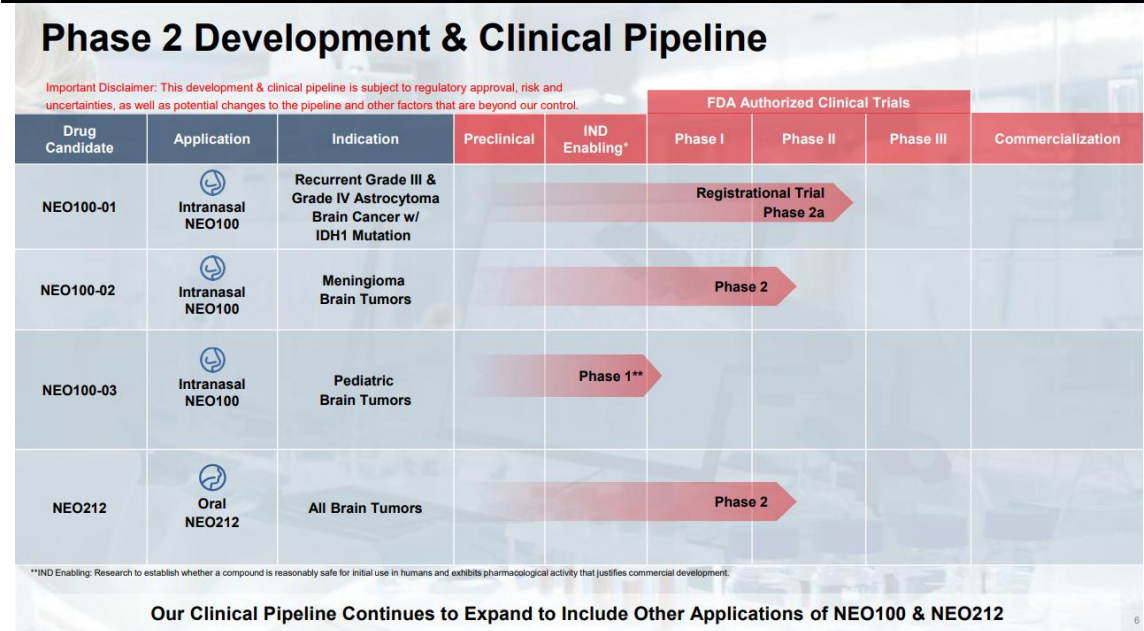 Phase 2 Development & Clinical Pipeline
Important Disclaimer: This development & clinical pipeline is subject to regulatory approval, risk and
uncertainties, as well as potential changes to the pipeline and other factors that are beyond our control.
FDA Authorized Clinical Trials
Drug
Candidate
Application
Indication
Preclinical
IND
Enabling*
Phase I
Phase II
Phase III
Commercialization
NEO100-01
Intranasal
NEO100
Recurrent Grade III &
Grade IV Astrocytoma
Brain Cancer w/
IDH1 Mutation
Registrational Trial
Phase 2a
NEO100-02
Intranasal
NEO100
Meningioma
Brain Tumors
Phase 2
NEO100-03
Intranasal
NEO100
Pediatric
Brain Tumors
Phase 1**
NEO212
Oral
NEO212
All Brain Tumors
Phase 2
**IND Enabling: Research to establish whether a compound is reasonably safe for initial use in humans and exhibits pharmacological activity that justifies commercial development.
Our Clinical Pipeline Continues to Expand to Include Other Applications of NEO100 & NEO212
6